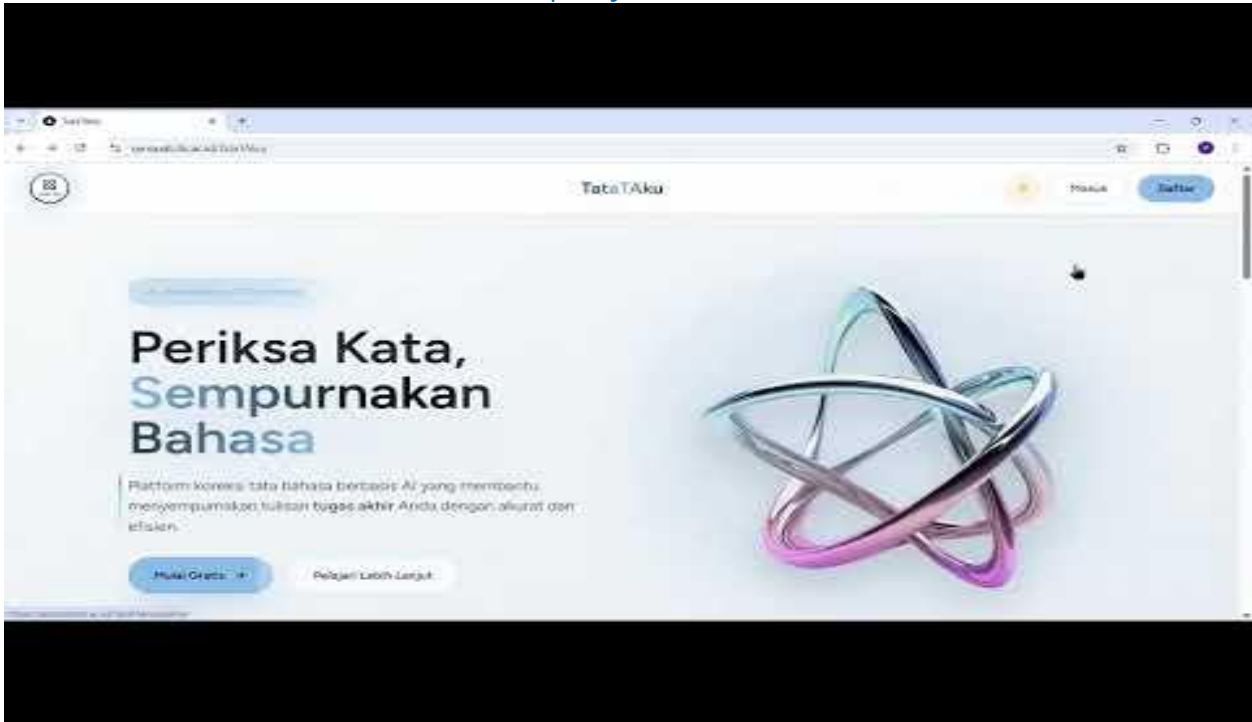 TataTAku
Masuk
Daftar
Periksa Kata,
Sempurnakan
Bahasa
Platform koreksi tata bahasa berbasis AI yang membantu
menyempurnakan tulisan tugas akhir Anda dengan akurat dan
efisien.
Mulai Gratis →
Pelajari Lebih Lanjut